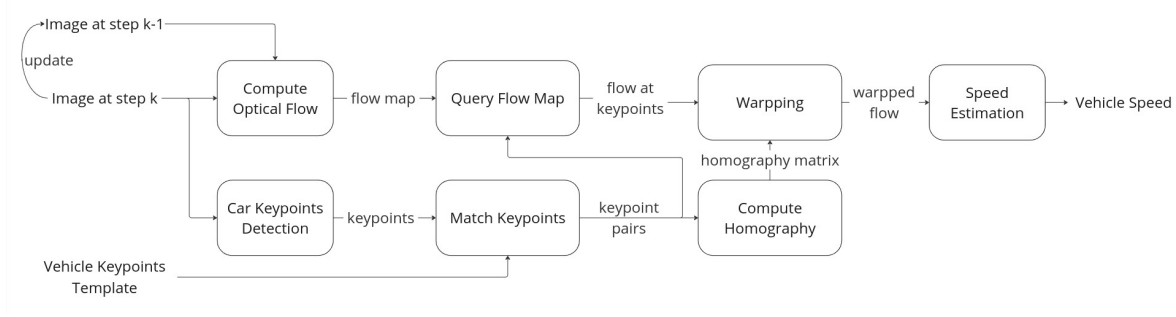 Image at step k-1
update
Image at step k
Compute
Optical Flow
flow map
Query Flow Map
flow at
keypoints
Warpping
warpped
flow
Speed
Estimation
Vehicle Speed
homography matrix
Car Keypoints
Detection
keypoints
Match Keypoints
keypoint
pairs
Compute
Homography
Vehicle Keypoints
Template